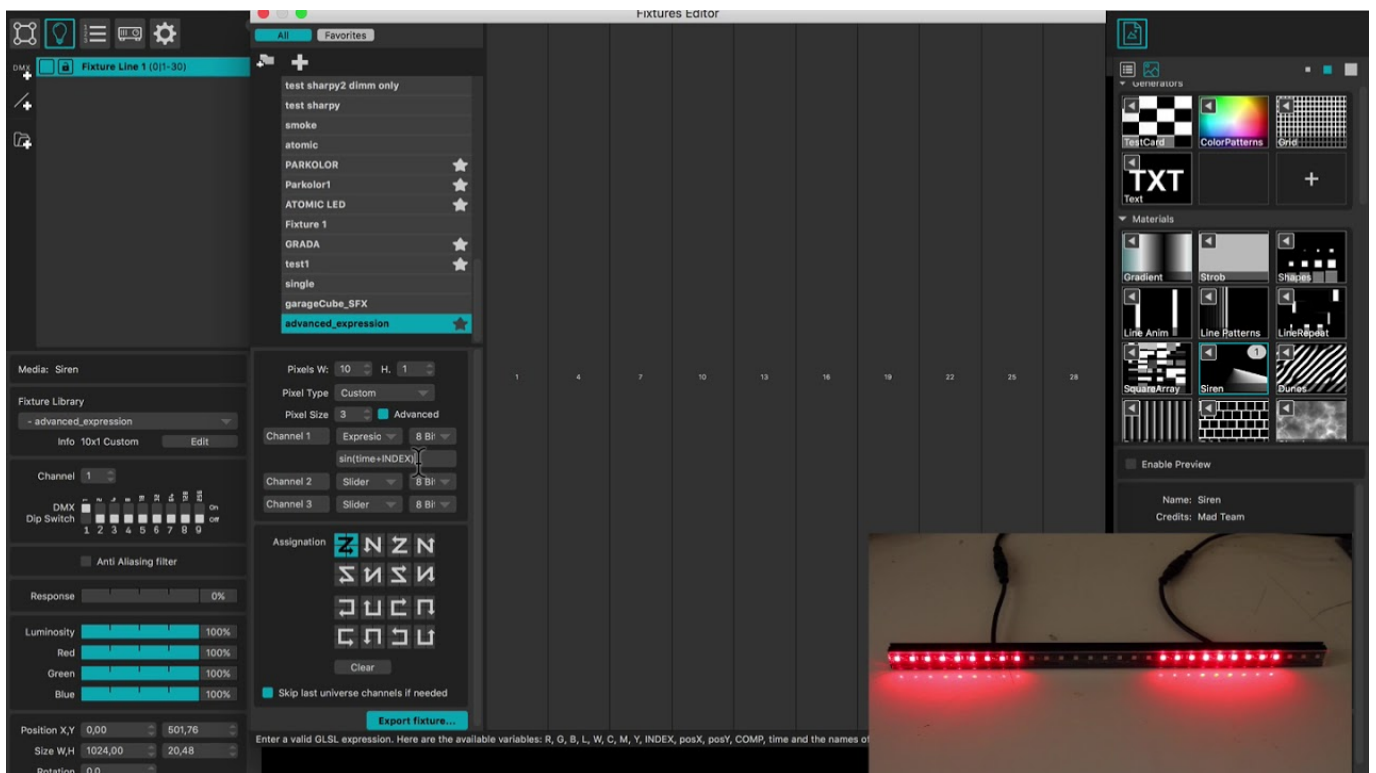 Fixtures Editor
All
Favorites
DMX
Fixture Line 1 (0|1-30)
test sharpy2 dimm only
test sharpy
smoke
atomic
PARKOLOR
Parkolor1
ATOMIC LED
Fixture 1
GRADA
test1
single
garageCube_SFX
advanced_expression
Generators
TestCard
ColorPatterns
Grid
TXT
Text
+
Materials
Gradient
Strob
Shapes
Line Anim
Line Patterns
LineRepeat
SquareArray
Siren
1
Dunes
Enable Preview
Name: Siren
Credits: Mad Team
Media: Siren
Fixture Library
- advanced_expression
Info 10x1 Custom
Edit
Channel 1
DMX
Dip Switch
1 2 3 4 5 6 7 8 9
On
Off
Anti Aliasing filter
Response
0%
Luminosity
100%
Red
100%
Green
100%
Blue
100%
Position X,Y 0,00 501,76
Size W,H 1024,00 20,48
Rotation 0,0
Pixels W: 10 H. 1
Pixel Type Custom
Pixel Size 3 Advanced
Channel 1 Expresic 8 Bi
sin(time+INDEX)
Channel 2 Slider 8 Bi
Channel 3 Slider 8 Bi
Assignation
Clear
Skip last universe channels if needed
Export fixture...
1 4 7 10 13 16 19 22 25 28
Enter a valid GLSL expression. Here are the available variables: R, G, B, L, W, C, M, Y, INDEX, posX, posY, COMP, time and the names of